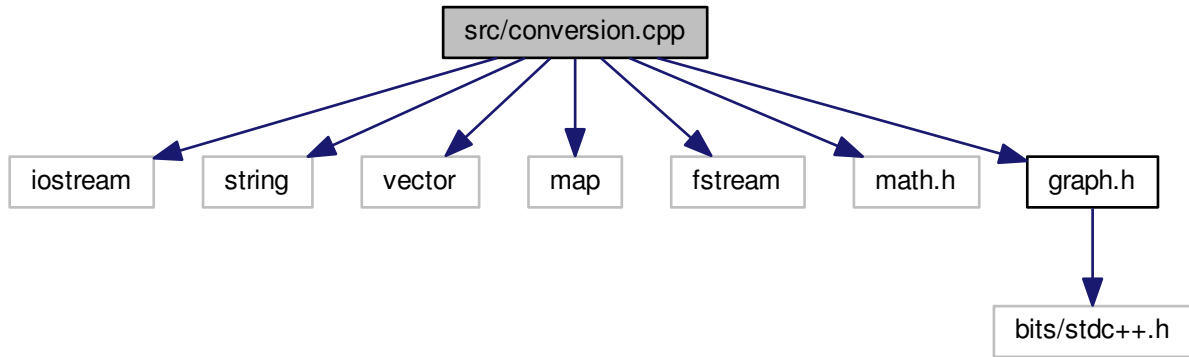 src/conversion.cpp
iostream
string
vector
map
fstream
math.h
graph.h
bits/stdc++.h